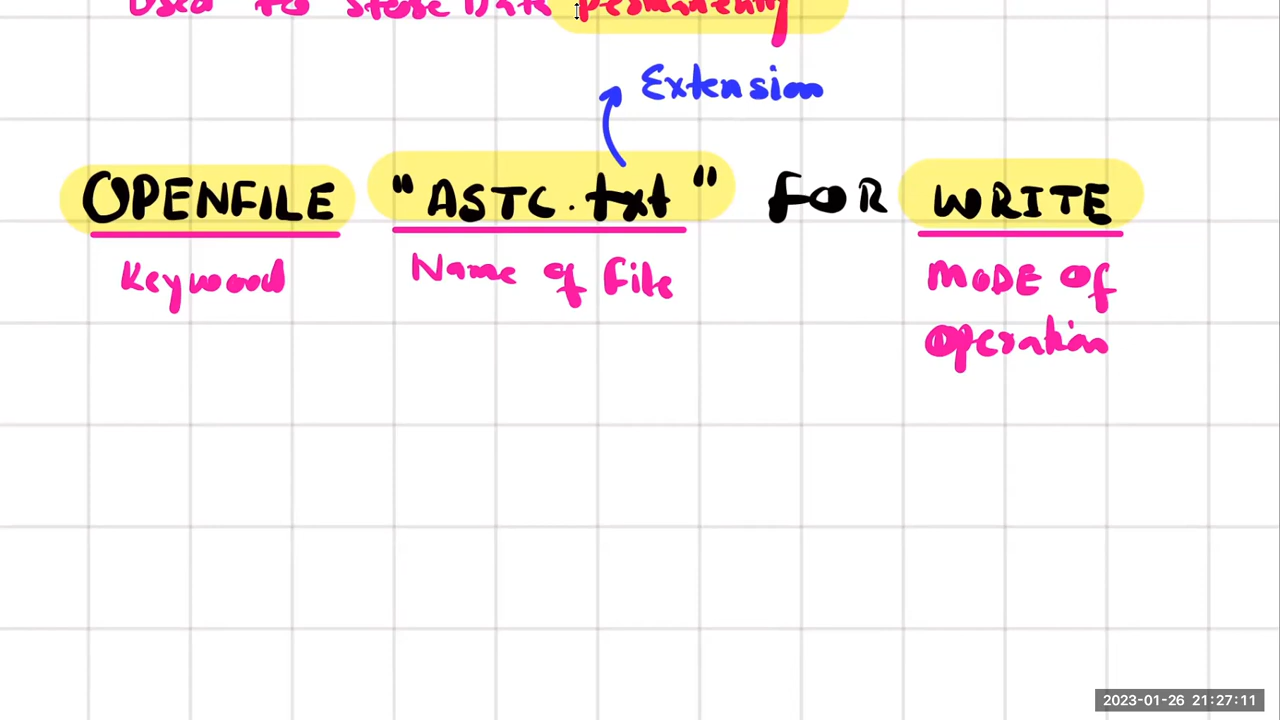 Used to store Data permanently
Extension
OPENFILE "ASTC.txt" FOR WRITE
Keyword Name of File MODE of
operation
2023-01-26 21:27:11